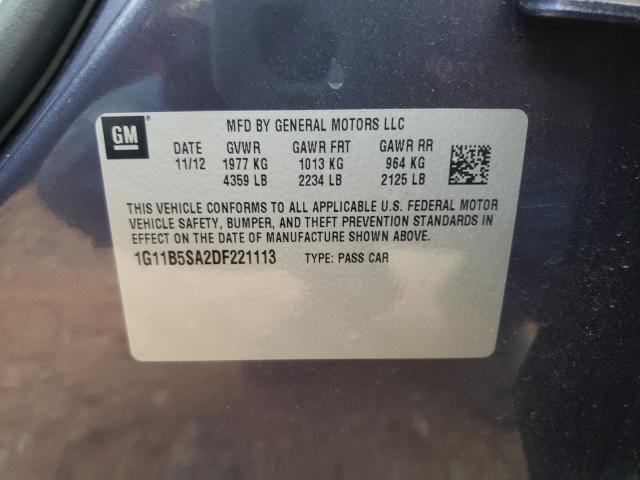 GM ® MFD BY GENERAL MOTORS LLC
DATE GVWR GAWR FRT GAWR RR
11/12 1977 KG 1013 KG 964 KG
4359 LB 2234 LB 2125 LB
THIS VEHICLE CONFORMS TO ALL APPLICABLE U.S. FEDERAL MOTOR
VEHICLE SAFETY, BUMPER, AND THEFT PREVENTION STANDARDS IN
EFFECT ON THE DATE OF MANUFACTURE SHOWN ABOVE.
1G11B5SA2DF221113 TYPE: PASS CAR